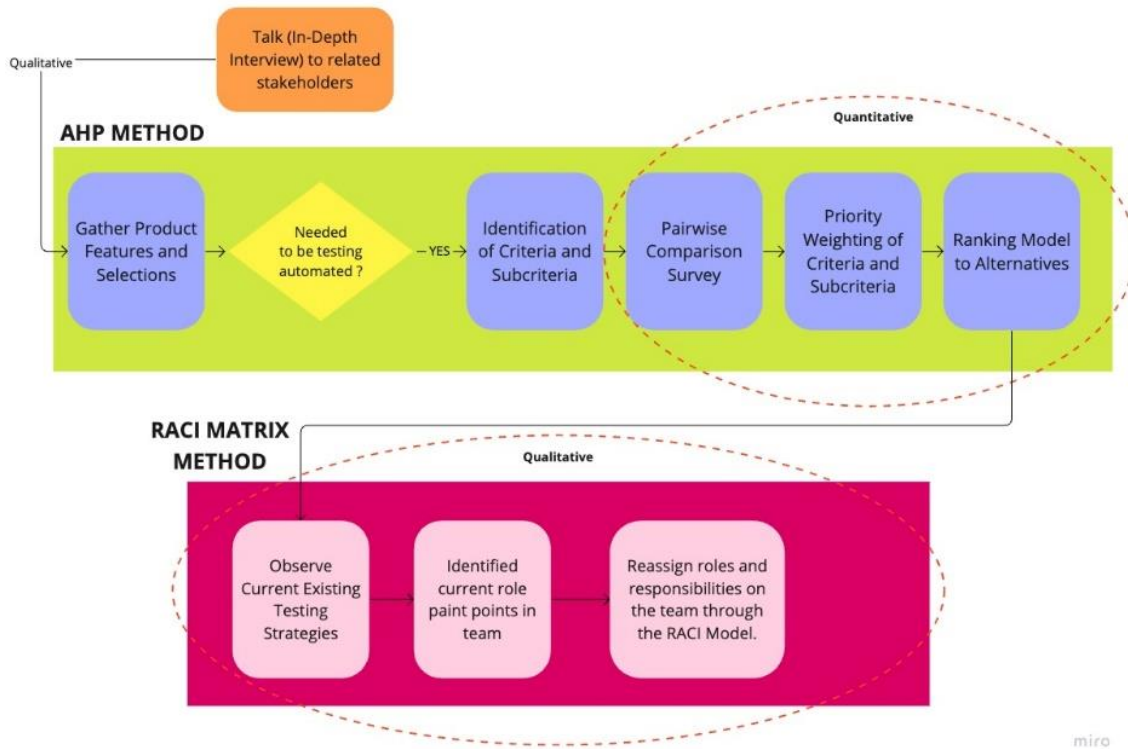 Talk (In-Depth
Interview) to related
stakeholders
Qualitative
AHP METHOD
Quantitative
Gather Product
Features and
Selections
Needed
to be testing
automated ?
YES
Identification
of Criteria and
Subcriteria
Pairwise
Comparison
Survey
Priority
Weighting of
Criteria and
Subcriteria
Ranking Model
to Alternatives
RACI MATRIX
METHOD
Qualitative
Observe
Current Existing
Testing
Strategies
Identified
current role
paint points in
team
Reassign roles and
responsibilities on
the team through
the RACI Model.
miro